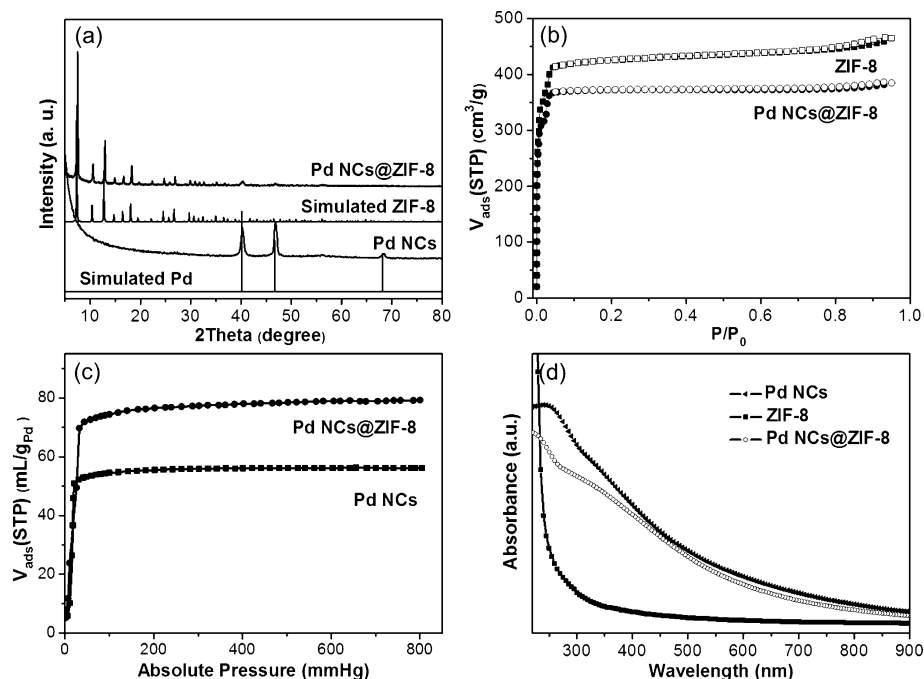 (a)
Intensity (a. u.)
Pd NCs@ZIF-8
Simulated ZIF-8
Pd NCs
Simulated Pd
10 20 30 40 50 60 70 80
2Theta (degree)
(b)
V_ads(STP) (cm³/g)
500
400
300
200
100
0
ZIF-8
Pd NCs@ZIF-8
0.0 0.2 0.4 0.6 0.8 1.0
P/P₀
(c)
V_ads(STP) (mL/g_Pd)
80
60
40
20
0
Pd NCs@ZIF-8
Pd NCs
0 200 400 600 800
Absolute Pressure (mmHg)
(d)
Absorbance (a.u.)
Pd NCs
ZIF-8
Pd NCs@ZIF-8
300 400 500 600 700 800 900
Wavelength (nm)